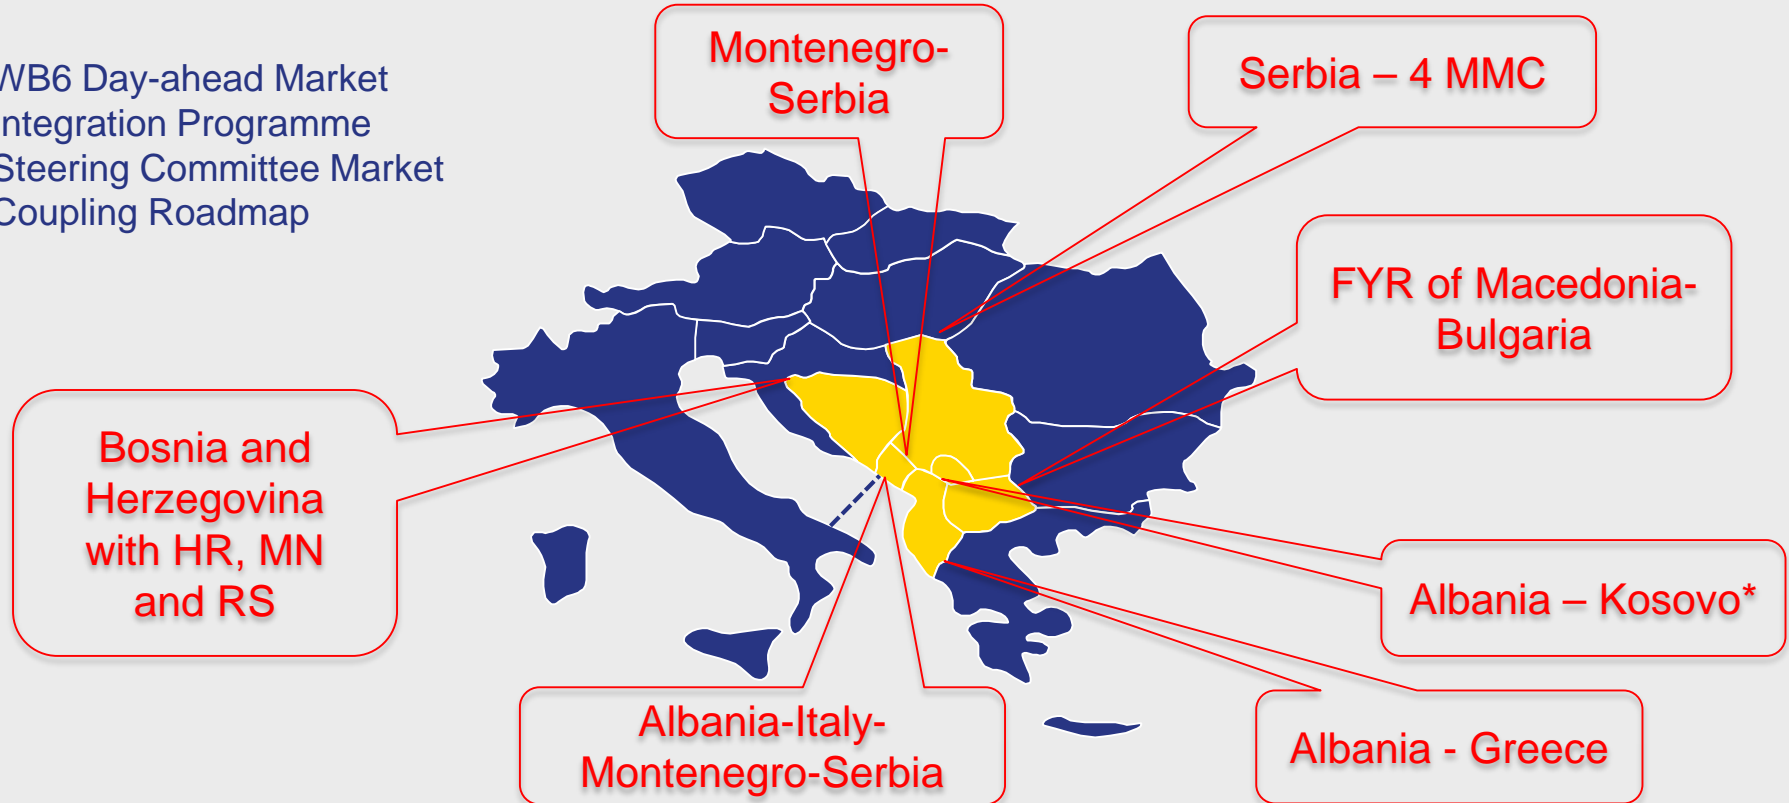 WB6 Day-ahead Market
Integration Programme
Steering Committee Market
Coupling Roadmap
Montenegro-
Serbia
Serbia – 4 MMC
FYR of Macedonia-
Bulgaria
Bosnia and
Herzegovina
with HR, MN
and RS
Albania – Kosovo*
Albania-Italy-
Montenegro-Serbia
Albania - Greece